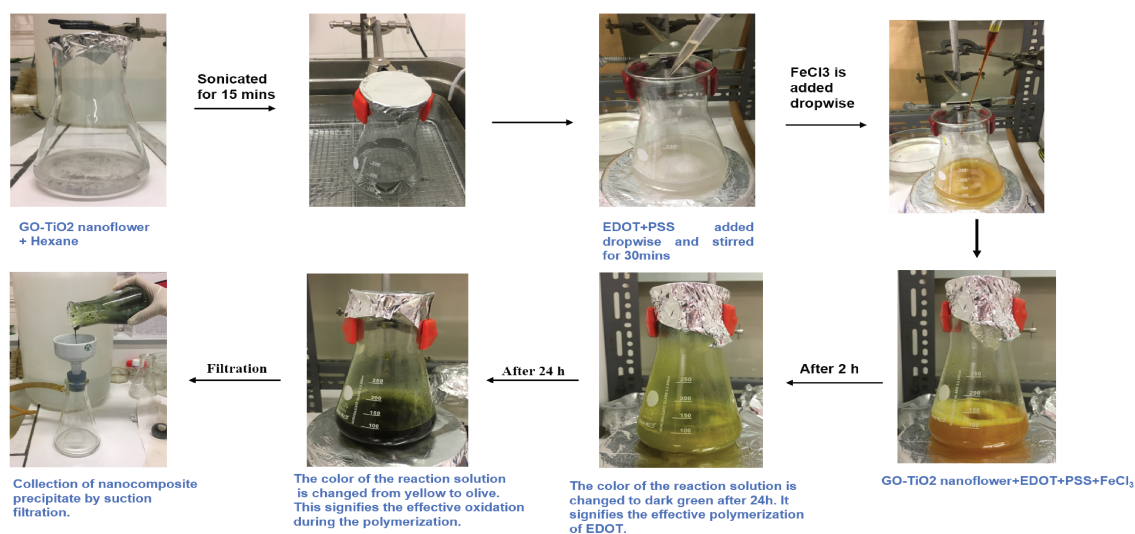 Sonicated
for 15 mins
FeCl3 is
added
dropwise
GO-TiO2 nanoflower
+ Hexane
EDOT+PSS added
dropwise and stirred
for 30mins
GO-TiO2 nanoflower+EDOT+PSS+FeCl3
After 2 h
The color of the reaction solution is
changed to dark green after 24h. It
signifies the effective polymerization
of EDOT.
After 24 h
The color of the reaction solution
is changed from yellow to olive.
This signifies the effective oxidation
during the polymerization.
Filtration
Collection of nanocomposite
precipitate by suction
filtration.